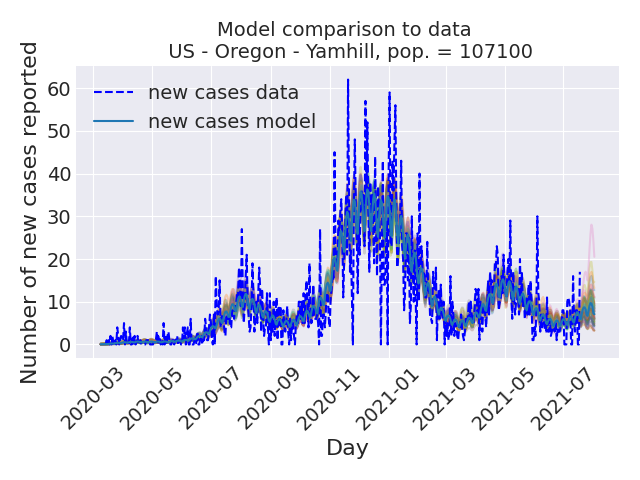 Model comparison to data
US - Oregon - Yamhill, pop. = 107100
new cases data
new cases model
Number of new cases reported
60
50
40
30
20
10
0
2020-03
2020-05
2020-07
2020-09
2020-11
2021-01
2021-03
2021-05
2021-07
Day